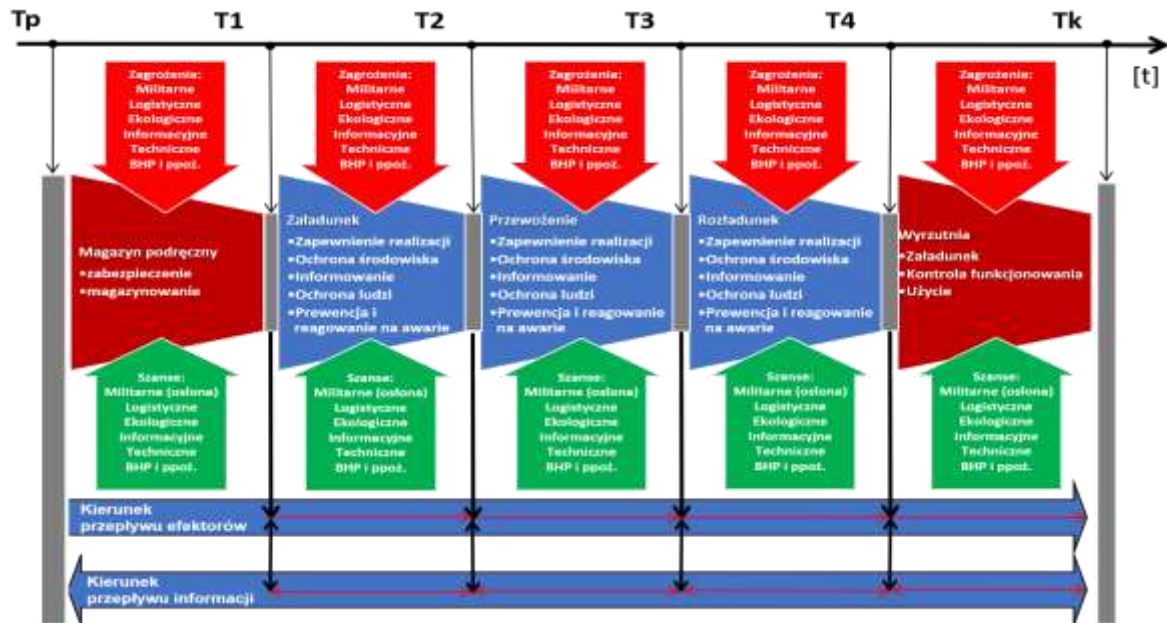 Tp
T1
T2
T3
T4
Tk
[t]
Zagrożenia:
Militarne
Logistyczne
Ekologiczne
Informacyjne
Techniczne
BHP i ppoż.
Zagrożenia:
Militarne
Logistyczne
Ekologiczne
Informacyjne
Techniczne
BHP i ppoż.
Zagrożenia:
Militarne
Logistyczne
Ekologiczne
Informacyjne
Techniczne
BHP i ppoż.
Zagrożenia:
Militarne
Logistyczne
Ekologiczne
Informacyjne
Techniczne
BHP i ppoż.
Zagrożenia:
Militarne
Logistyczne
Ekologiczne
Informacyjne
Techniczne
BHP i ppoż.
Magazyn podręczny
•zabezpieczenie
•magazynowanie
Załadunek
•Zapewnienie realizacji
•Ochrona środowiska
•Informowanie
•Ochrona ludzi
•Prewencja i
reagowanie na awarie
Przewożenie
•Zapewnienie realizacji
•Ochrona środowiska
•Informowanie
•Ochrona ludzi
•Prewencja i reagowanie
na awarie
Rozładunek
•Zapewnienie realizacji
•Ochrona środowiska
•Informowanie
•Ochrona ludzi
•Prewencja i reagowanie
na awarie
Wyrzutnia
•Załadunek
•Kontrola funkcjonowania
•Użycie
Szanse:
Militarne (osłona)
Logistyczne
Ekologiczne
Informacyjne
Techniczne
BHP i ppoż.
Szanse:
Militarne (osłona)
Logistyczne
Ekologiczne
Informacyjne
Techniczne
BHP i ppoż.
Szanse:
Militarne (osłona)
Logistyczne
Ekologiczne
Informacyjne
Techniczne
BHP i ppoż.
Szanse:
Militarne (osłona)
Logistyczne
Ekologiczne
Informacyjne
Techniczne
BHP i ppoż.
Szanse:
Militarne (osłona)
Logistyczne
Ekologiczne
Informacyjne
Techniczne
BHP i ppoż.
Kierunek
przepływu efektorów
Kierunek
przepływu informacji